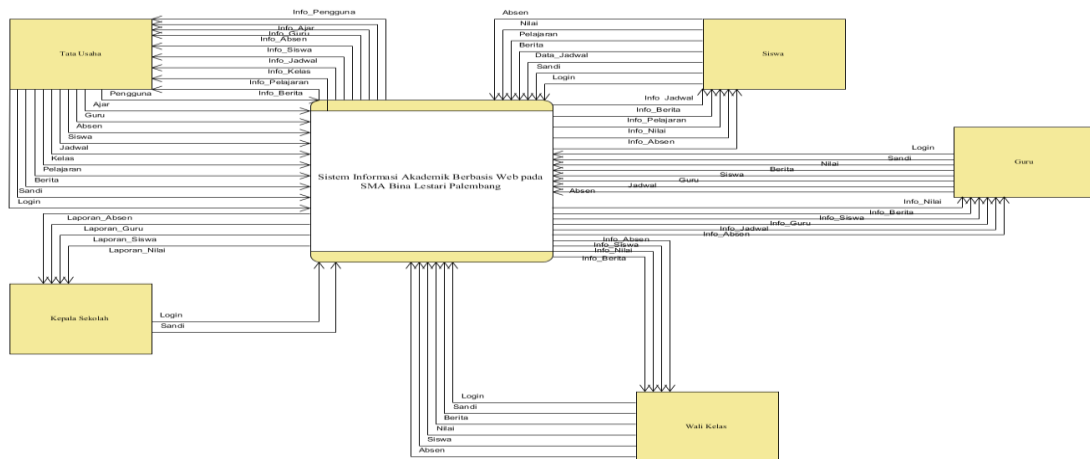 Info_Pengguna
Info_Ajar
Info_Guru
Info_Absen
Info_Siswa
Info_Jadwal
Info_Kelas
Info_Pelajaran
Info_Berita
Tata Usaha
Pengguna
Ajar
Guru
Absen
Siswa
Jadwal
Kelas
Pelajaran
Berita
Sandi
Login
Absen
Nilai
Pelajaran
Berita
Data_Jadwal
Sandi
Login
Siswa
Info_Jadwal
Info_Berita
Info_Pelajaran
Info_Nilai
Info_Absen
Sistem Informasi Akademik Berbasis Web pada
SMA Bina Lestari Palembang
Login
Sandi
Nilai
Berita
Siswa
Guru
Jadwal
Absen
Guru
Info_Nilai
Info_Berita
Info_Siswa
Info_Guru
Info_Jadwal
Info_Absen
Laporan_Absen
Laporan_Guru
Laporan_Siswa
Laporan_Nilai
Kepala Sekolah
Login
Sandi
Info_Absen
Info_Siswa
Info_Nilai
Info_Berita
Login
Sandi
Berita
Nilai
Siswa
Absen
Wali Kelas